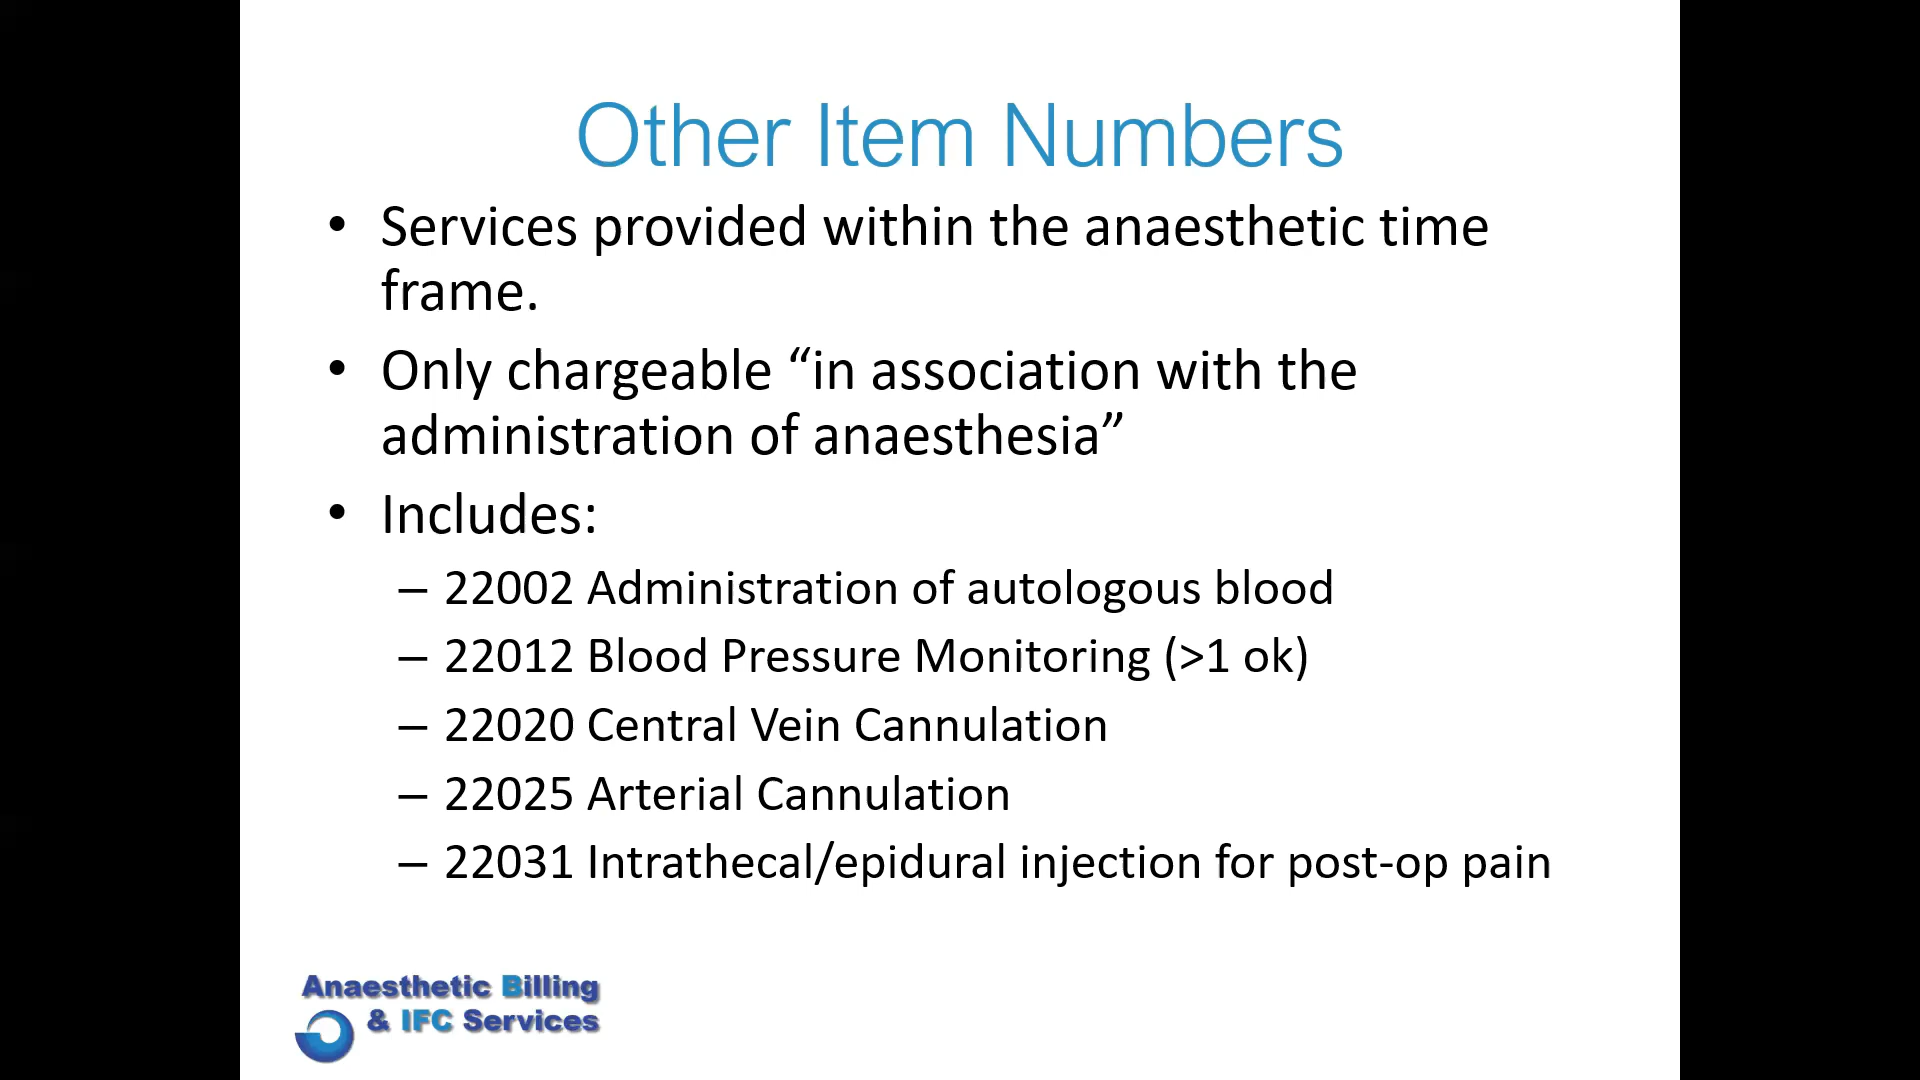 Other Item Numbers
• Services provided within the anaesthetic time
frame.
• Only chargeable “in association with the
administration of anaesthesia”
• Includes:
– 22002 Administration of autologous blood
– 22012 Blood Pressure Monitoring (>1 ok)
– 22020 Central Vein Cannulation
– 22025 Arterial Cannulation
– 22031 Intrathecal/epidural injection for post-op pain
Anaesthetic Billing
& IFC Services